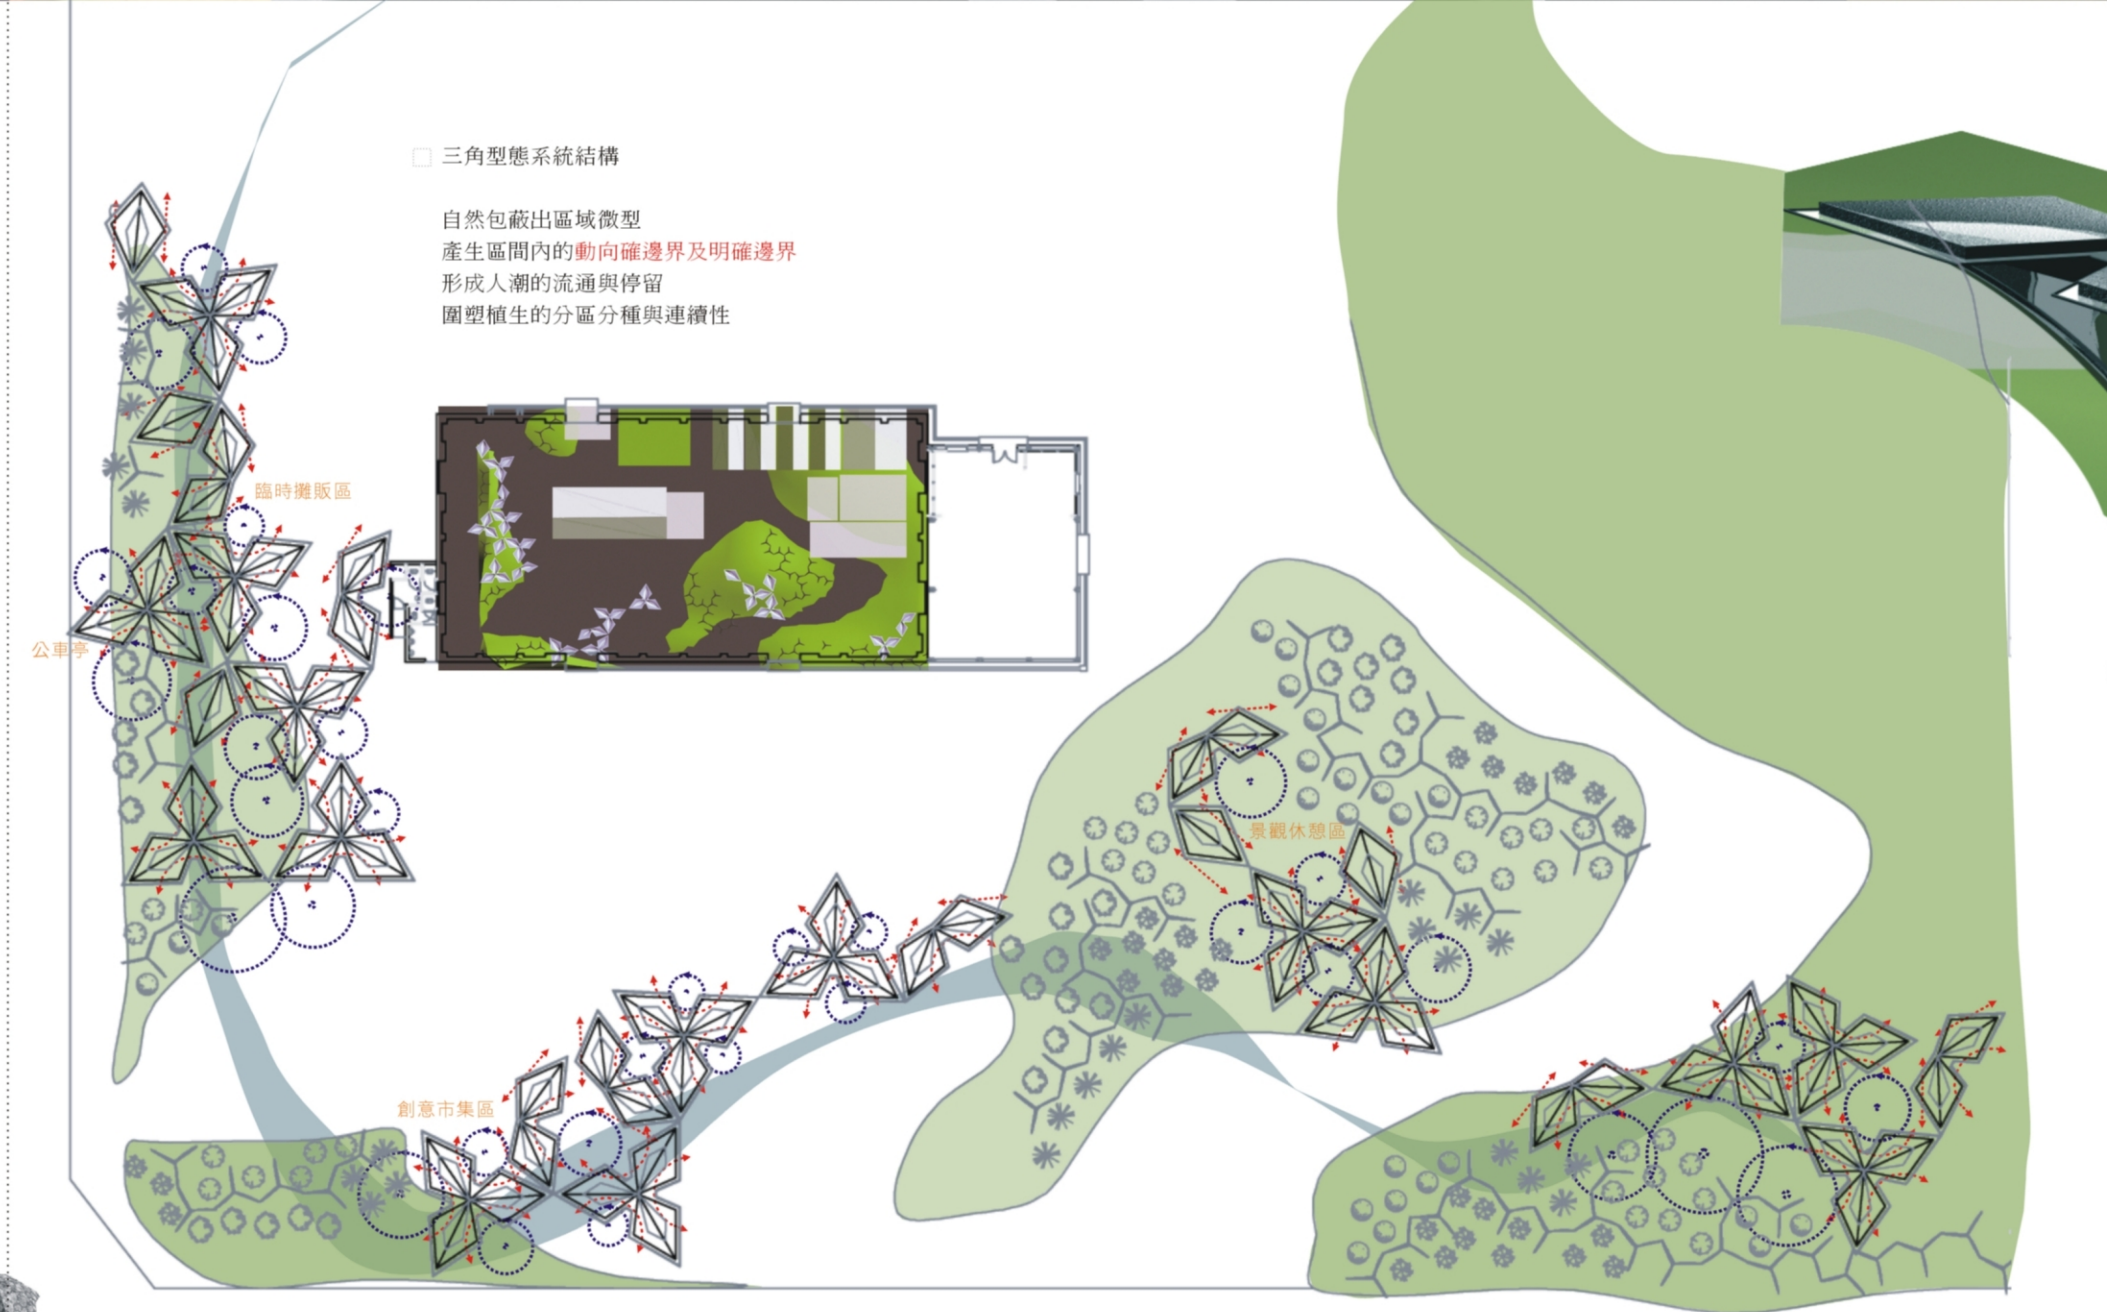 三角型態系統結構
自然包蔽出區域微型
產生區間內的動向確邊界及明確邊界
形成人潮的流通與停留
圍塑植生的分區分種與連續性
臨時攤販區
公車亭
景觀休憩區
創意市集區